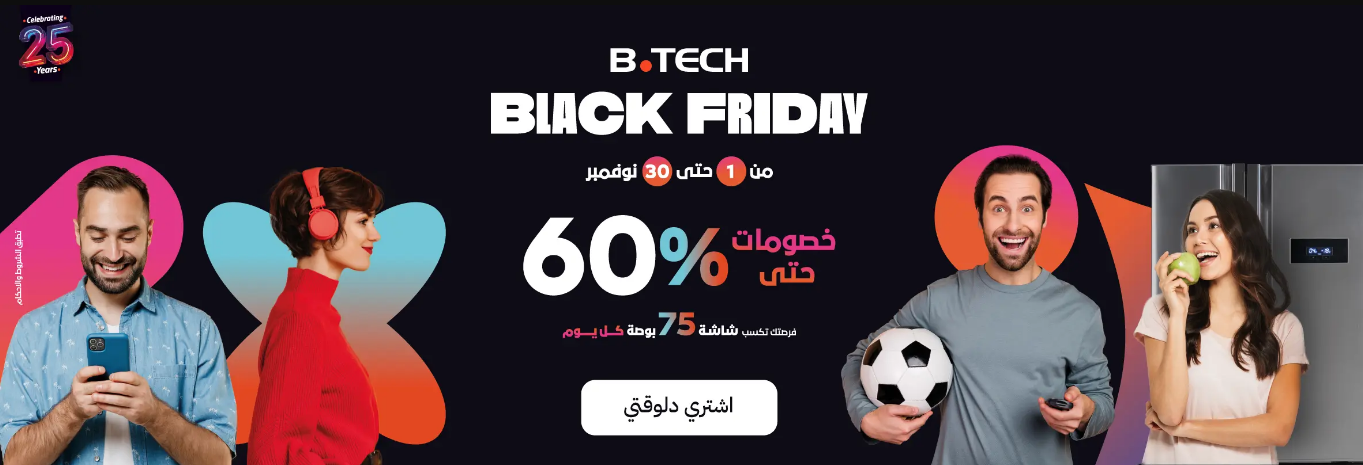 Celebrating
25
Years
B.TECH
BLACK FRIDAY
من 1 حتى 30 نوفمبر
خصومات
حتى
60%
فرصتك تكسب شاشة 75 بوصة كل يوم
اشتري دلوقتي
تطبق الشروط والأحكام